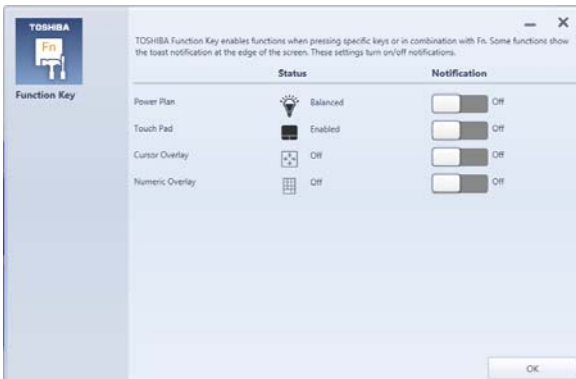 TOSHIBA
Fn
Function Key
TOSHIBA Function Key enables functions when pressing specific keys or in combination with Fn. Some functions show
the toast notification at the edge of the screen. These settings turn on/off notifications.
Status Notification
Power Plan Balanced Off
Touch Pad Enabled Off
Cursor Overlay Off Off
Numeric Overlay Off Off
OK